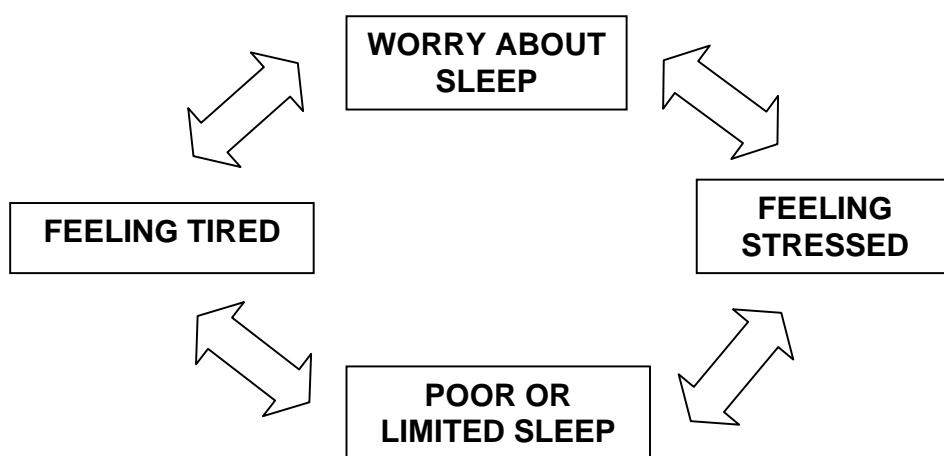 WORRY ABOUT
SLEEP
FEELING TIRED
FEELING
STRESSED
POOR OR
LIMITED SLEEP